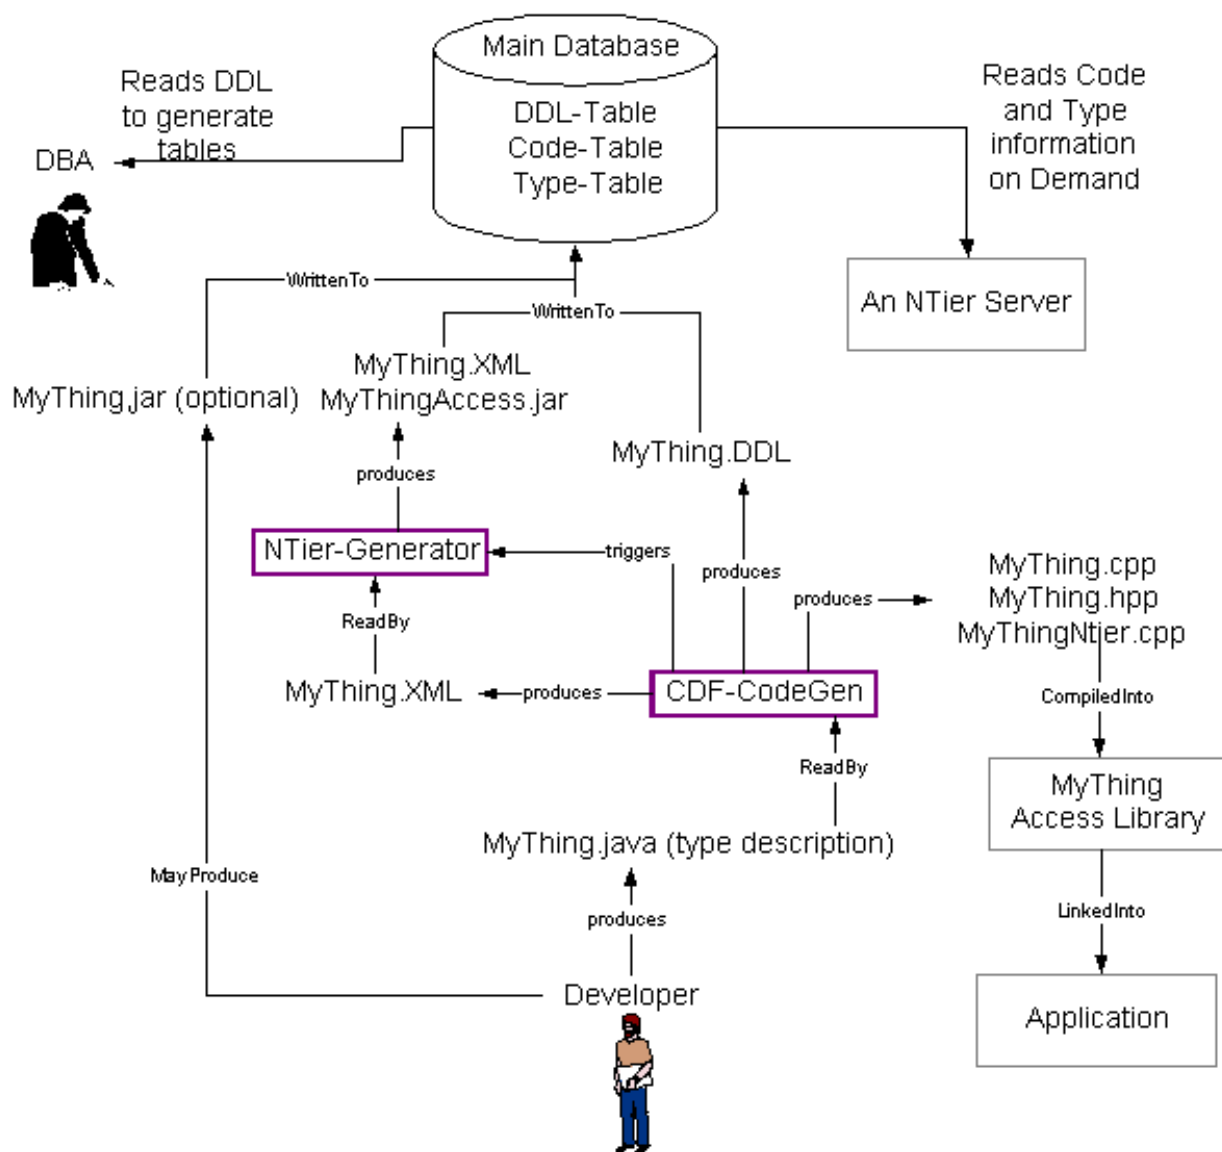 Main Database
DDL-Table
Code-Table
Type-Table
Reads DDL
to generate
tables
DBA
Reads Code
and Type
information
on Demand
An NTier Server
WrittenTo
WrittenTo
MyThing.jar (optional)
MyThing.XML
MyThingAccess.jar
MyThing.DDL
produces
NTier-Generator
triggers
produces
produces
MyThing.cpp
MyThing.hpp
MyThingNtier.cpp
ReadBy
MyThing.XML
produces
CDF-CodeGen
CompiledInto
ReadBy
MyThing
Access Library
MyThing.java (type description)
MayProduce
produces
LinkedInto
Developer
Application